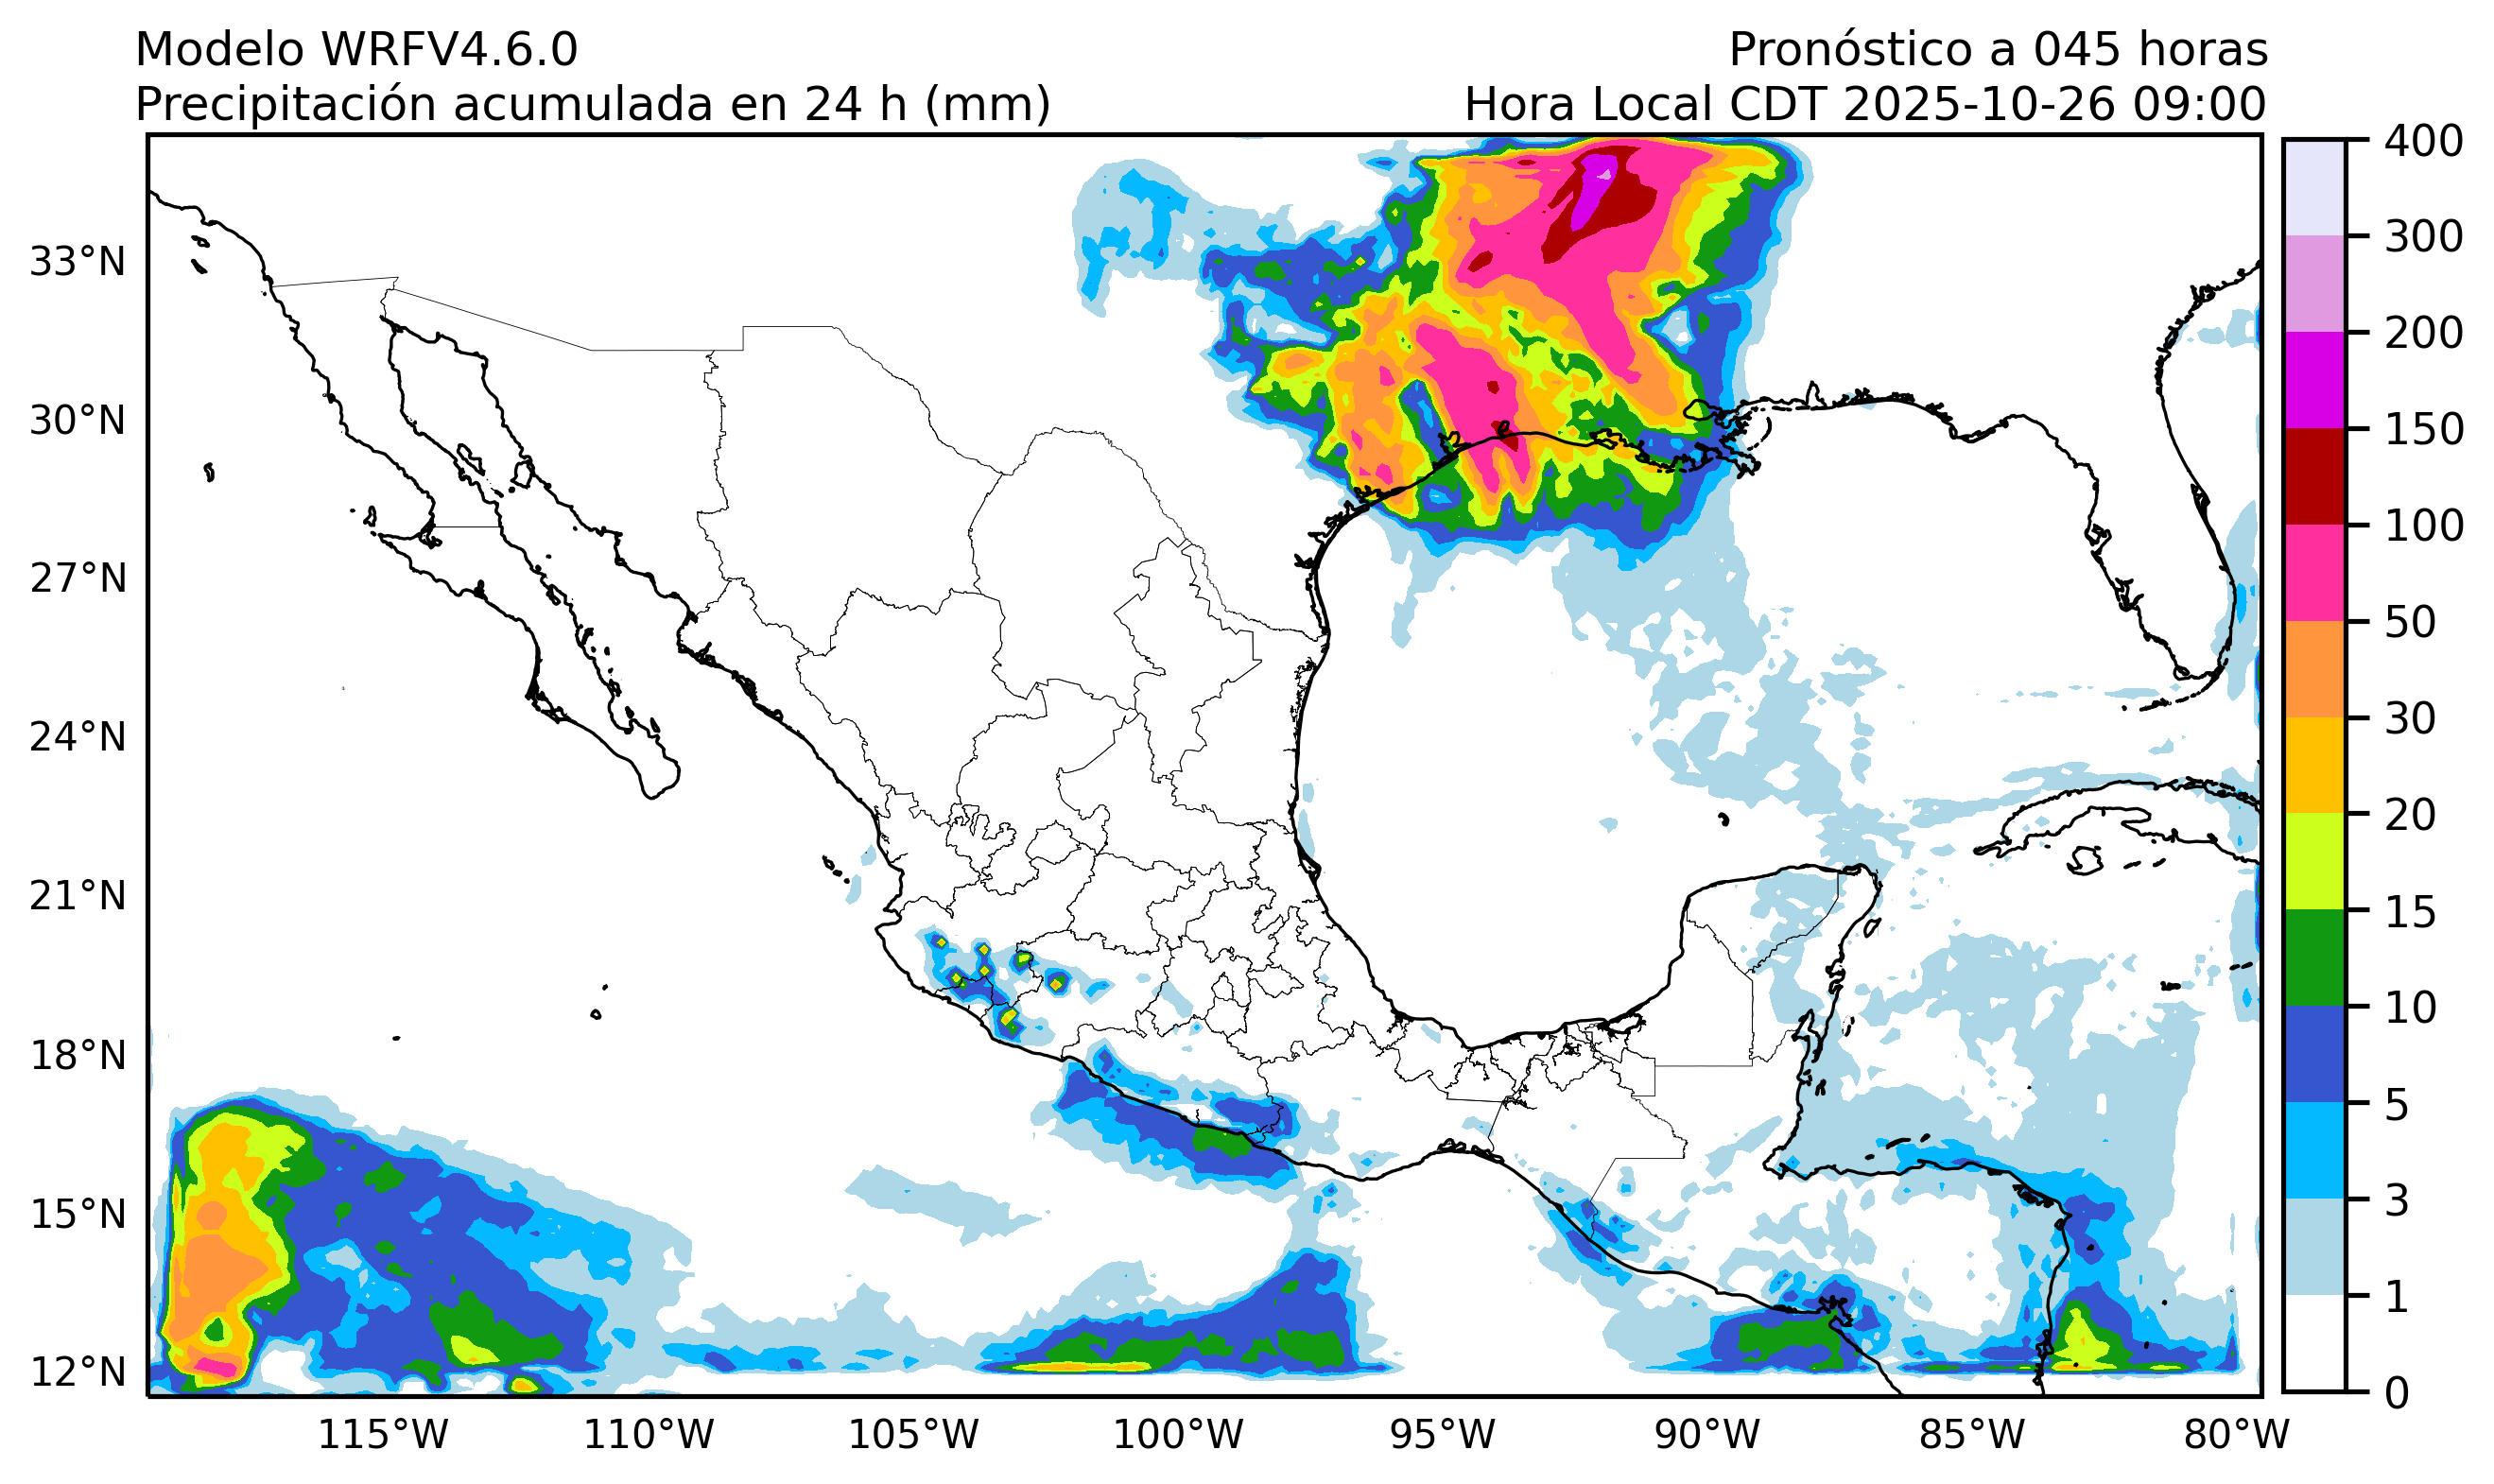 Modelo WRFV4.6.0
Pronóstico a 045 horas
Precipitación acumulada en 24 h (mm)
Hora Local CDT 2025-10-26 09:00
33°N
30°N
27°N
24°N
21°N
18°N
15°N
12°N
115°W
110°W
105°W
100°W
95°W
90°W
85°W
80°W
400
300
200
150
100
50
30
20
15
10
5
3
1
0